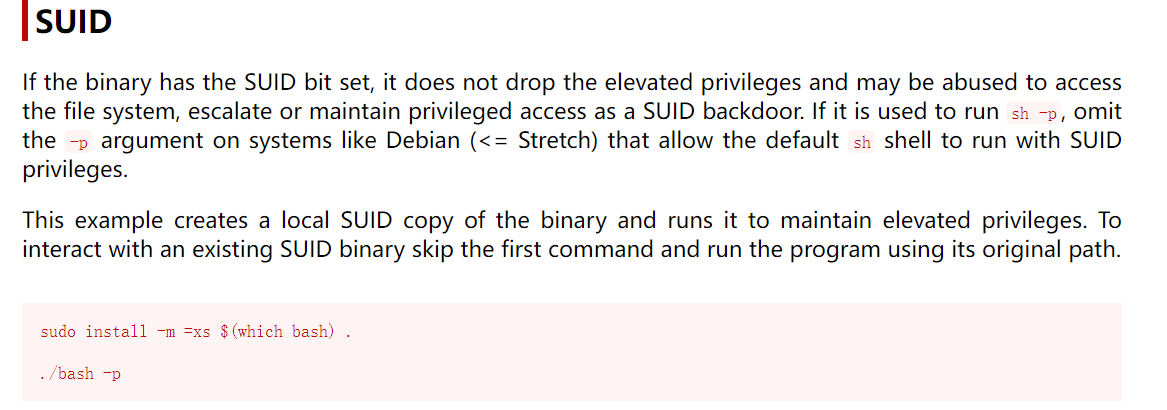 SUID
If the binary has the SUID bit set, it does not drop the elevated privileges and may be abused to access
the file system, escalate or maintain privileged access as a SUID backdoor. If it is used to run sh -p, omit
the -p argument on systems like Debian (<= Stretch) that allow the default sh shell to run with SUID
privileges.
This example creates a local SUID copy of the binary and runs it to maintain elevated privileges. To
interact with an existing SUID binary skip the first command and run the program using its original path.
sudo install -m =xs $(which bash) .
./bash -p